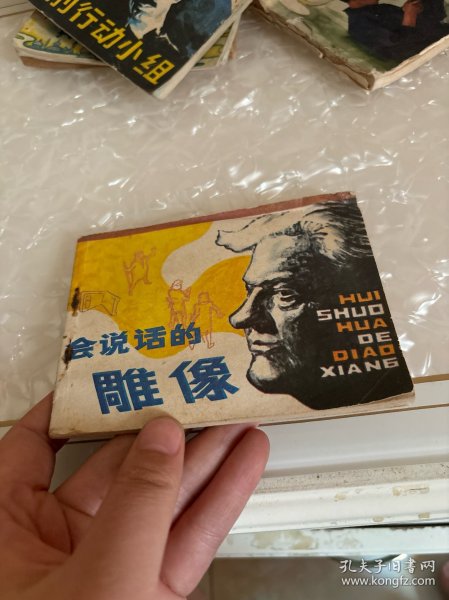 别行动小组
会说话的
雕像
HUI
SHUO
HUA
DE
DIAO
XIANG
孔夫子旧书网
www.kongfz.com